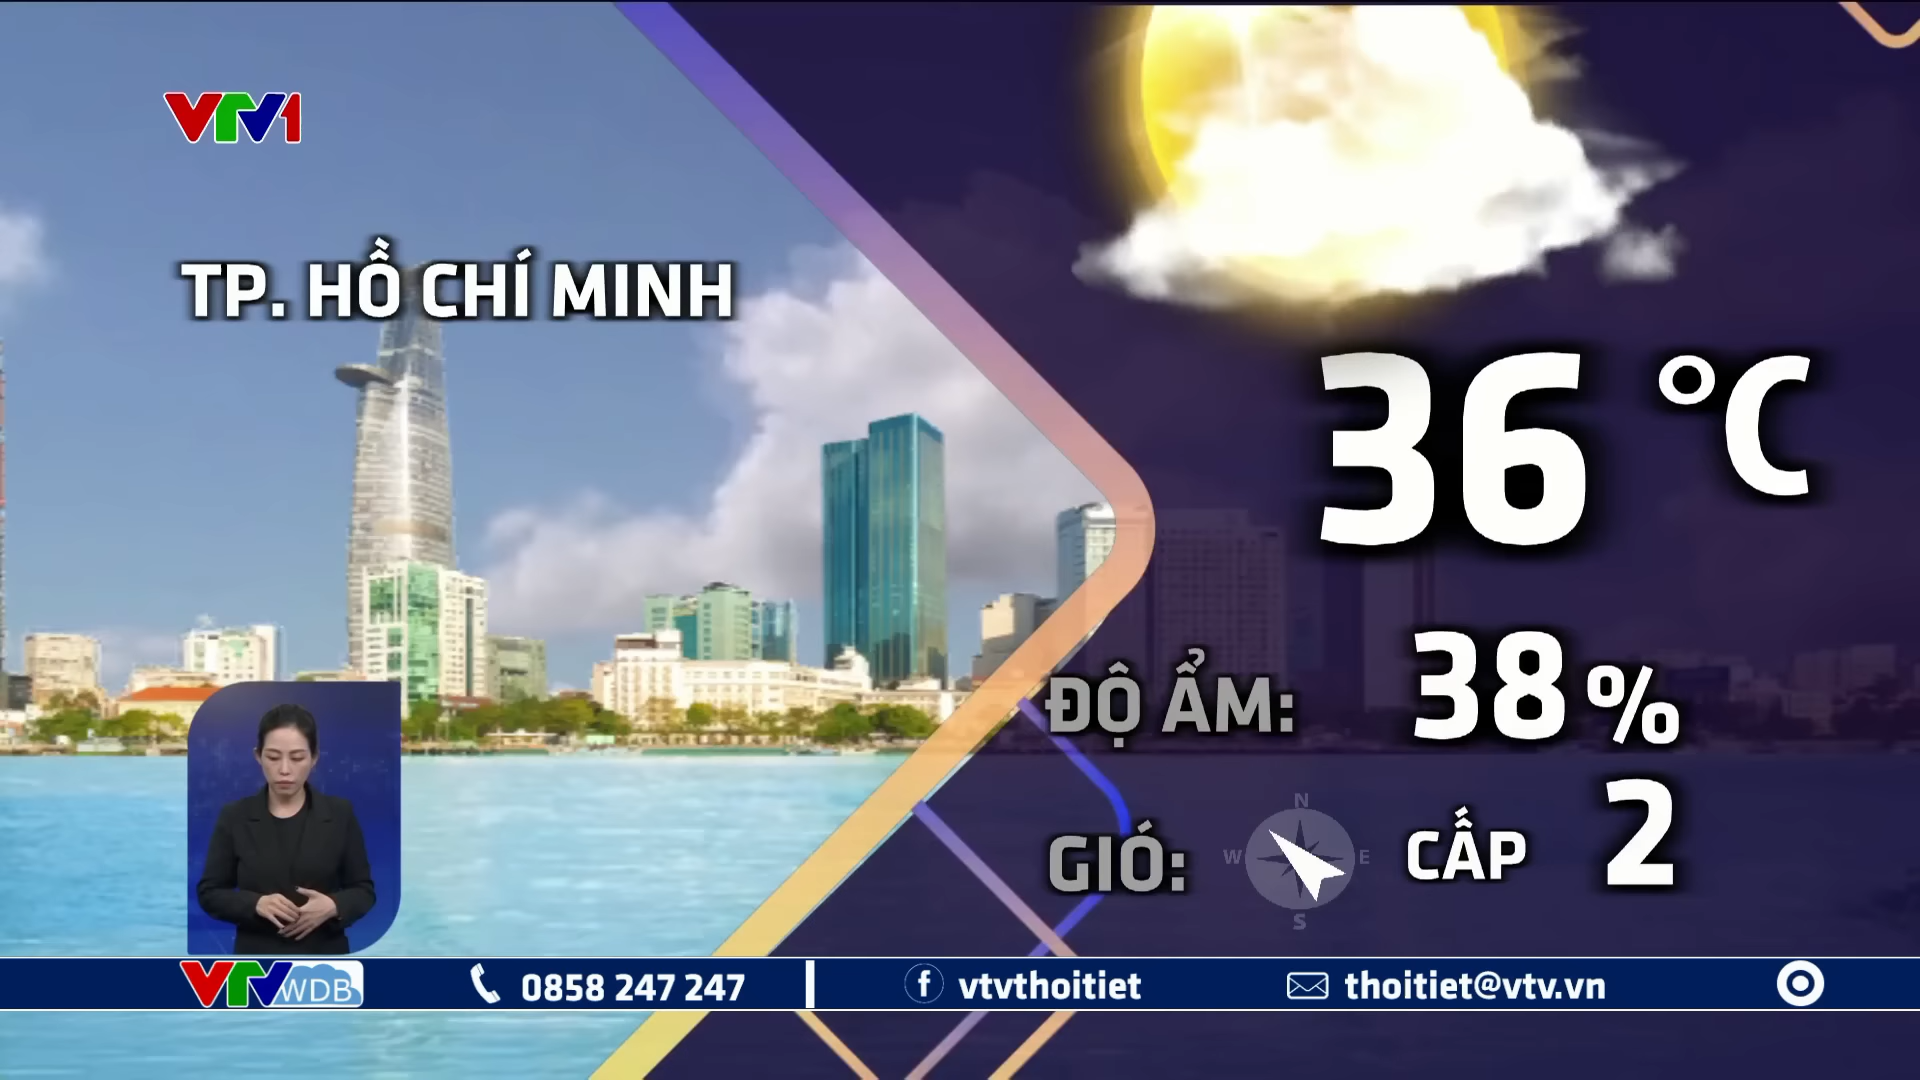 VTV1
TP. HỒ CHÍ MINH
36 °C
ĐỘ ẨM: 38 %
N
GIÓ: W E CẤP 2
S
VTV WDB 0858 247 247 vtvthoitiet thoitiet@vtv.vn